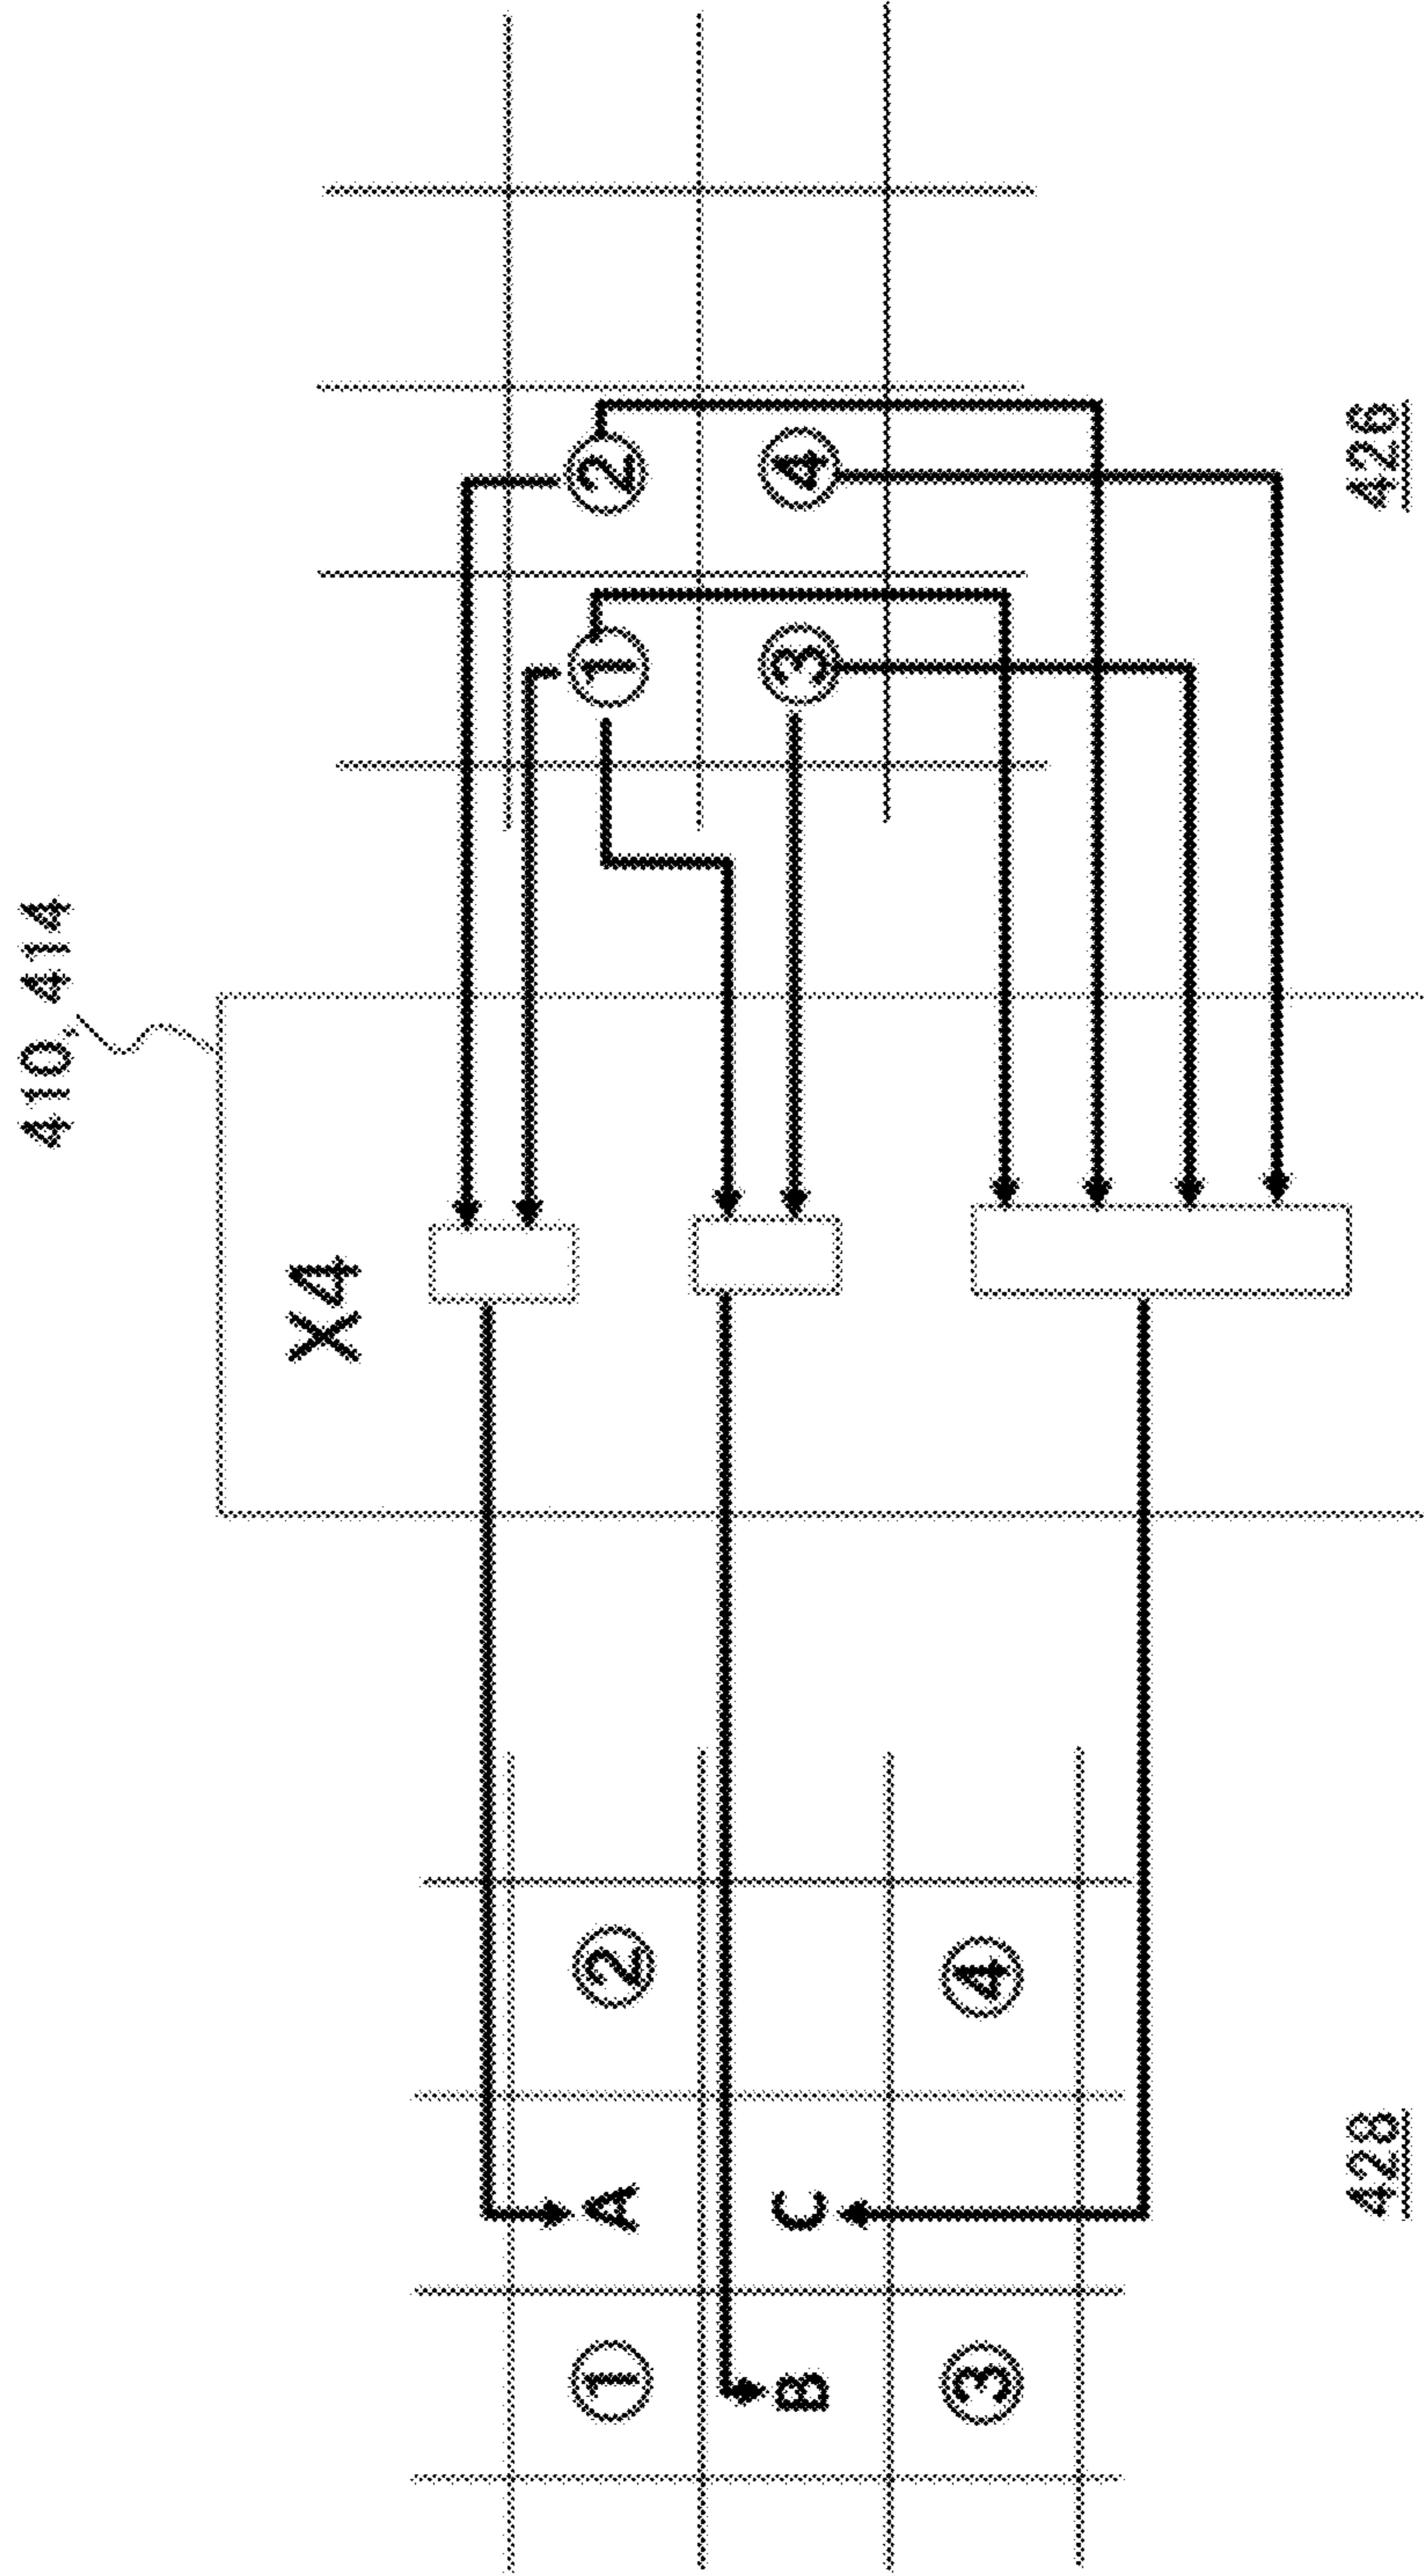 410, 414
X4
① A ② ① ②
B C ③ ④
③ ④
428 426